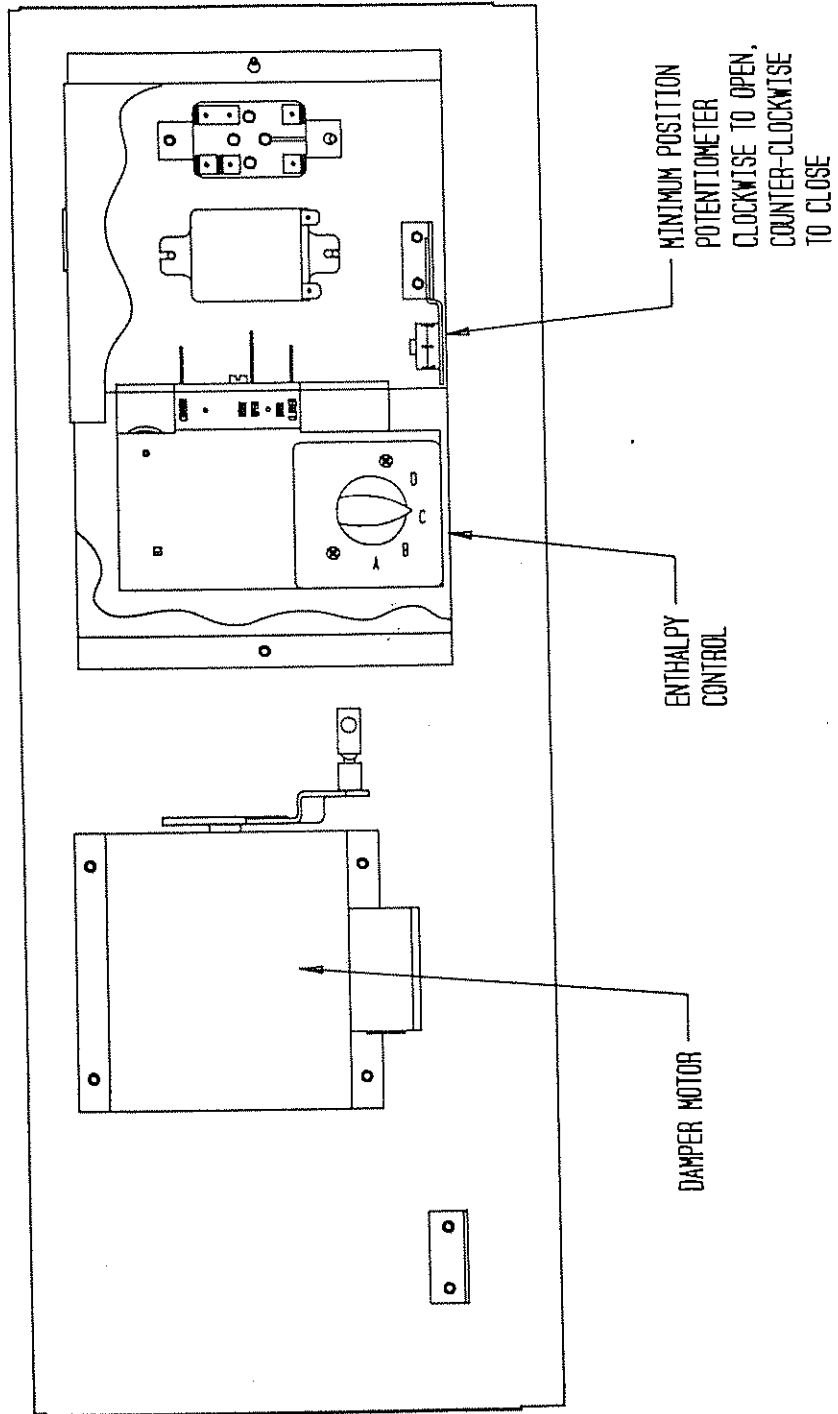 MINIMUM POSITION
POTENTIOMETER
CLOCKWISE TO OPEN,
COUNTER-CLOCKWISE
TO CLOSE
ENTHALPY
CONTROL
A
B
C
D
DAMPER MOTOR